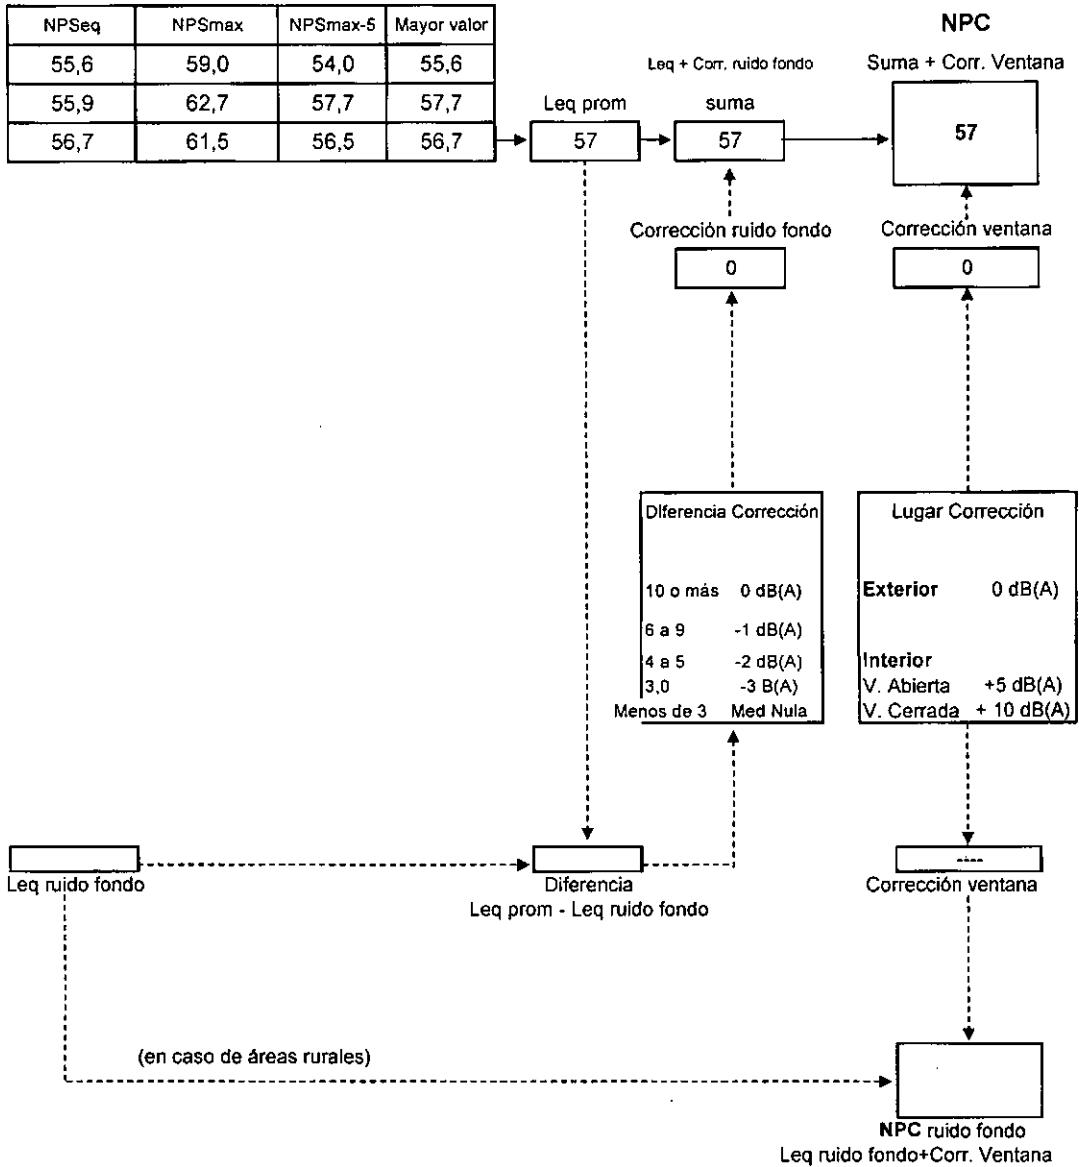 NPSeq NPSmax NPSmax-5 Mayor valor
55,6 59,0 54,0 55,6
55,9 62,7 57,7 57,7
56,7 61,5 56,5 56,7
NPC
Leq + Corr. ruido fondo
Suma + Corr. Ventana
Leq prom
suma
57
57
57
Corrección ruido fondo
Corrección ventana
0
0
Diferencia Corrección
10 o más 0 dB(A)
6 a 9 -1 dB(A)
4 a 5 -2 dB(A)
3,0 -3 B(A)
Menos de 3 Med Nula
Lugar Corrección
Exterior 0 dB(A)
Interior
V. Abierta +5 dB(A)
V. Cerrada + 10 dB(A)
Leq ruido fondo
Diferencia
Leq prom - Leq ruido fondo
----
Corrección ventana
(en caso de áreas rurales)
NPC ruido fondo
Leq ruido fondo+Corr. Ventana